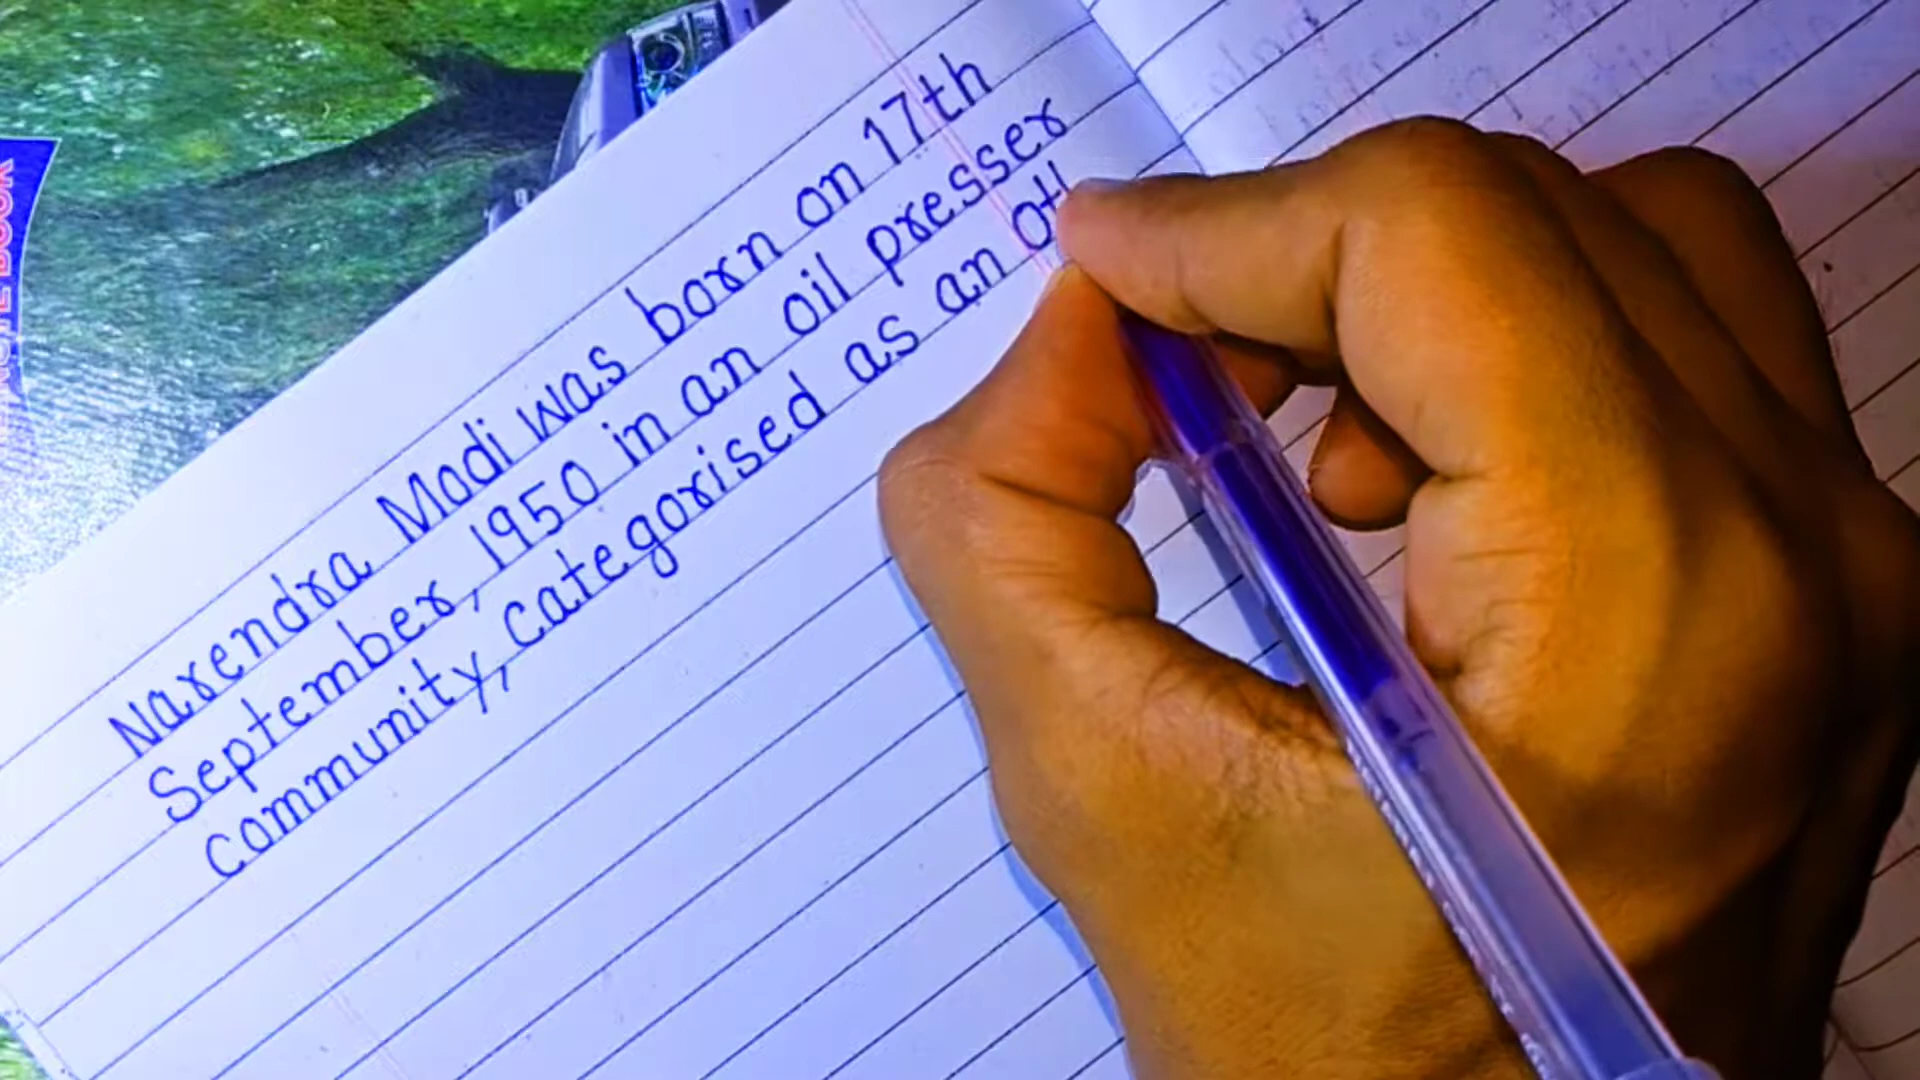 Narendra Modi was born on 17th
September, 1950 in an oil presser
community, categorised as an